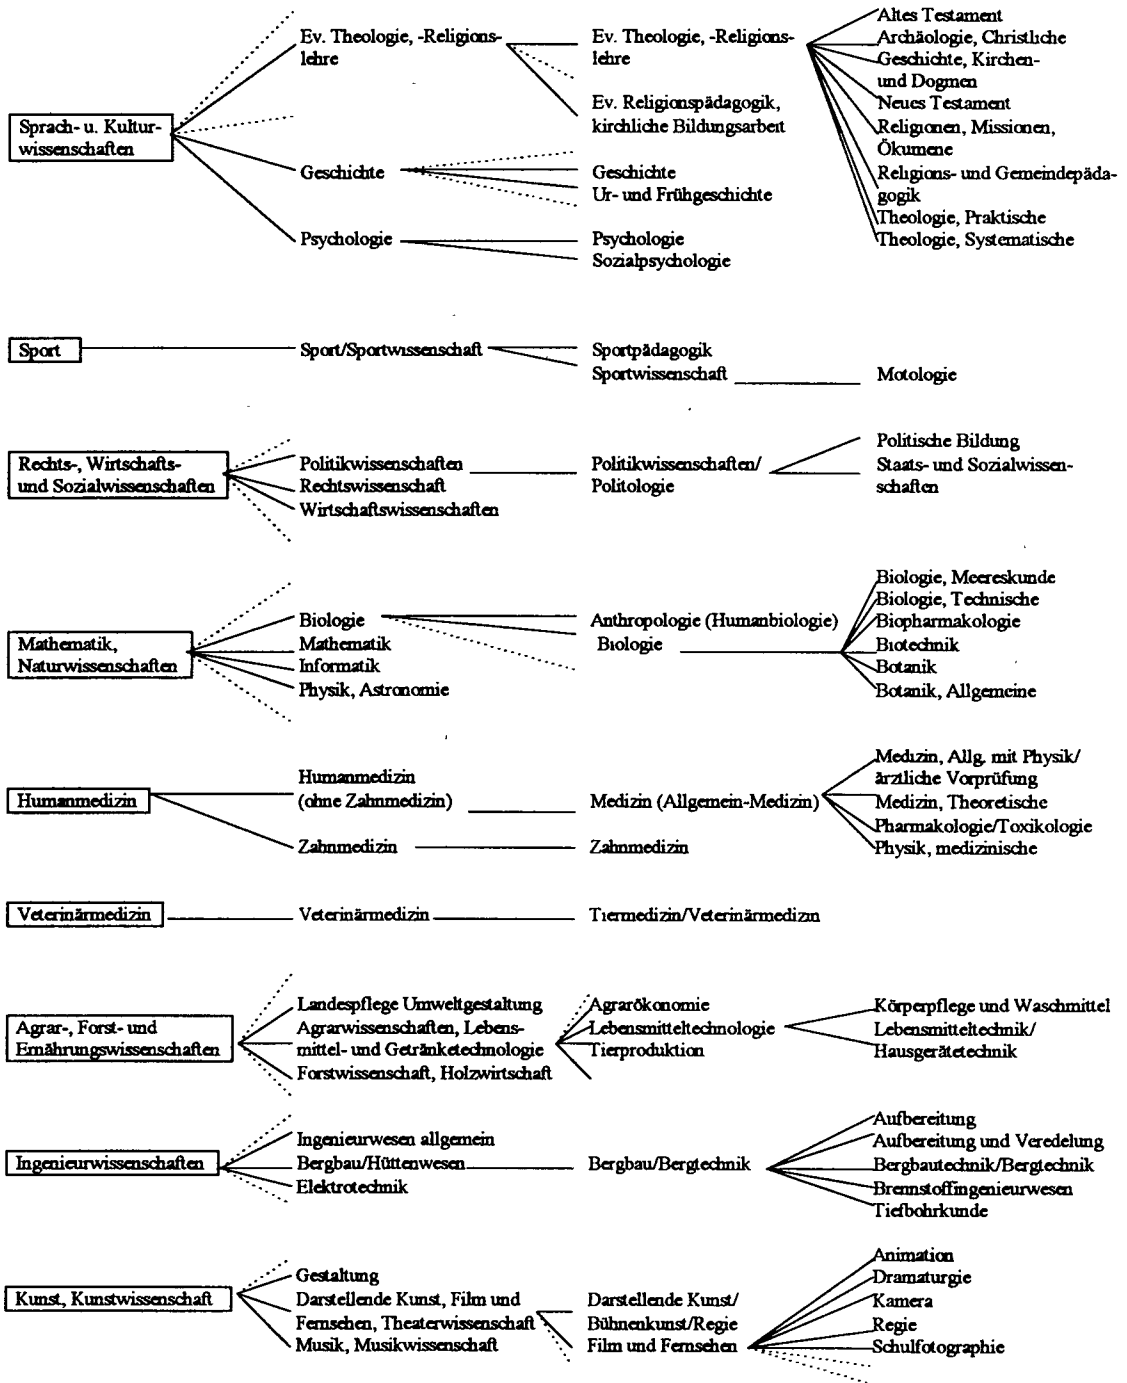 Altes Testament
Ev. Theologie, -Religions-
lehre
Ev. Theologie, -Religions-
lehre
Archäologie, Christliche
Geschichte, Kirchen-
und Dogmen
Neues Testament
Ev. Religionspädagogik,
kirchliche Bildungsarbeit
Religionen, Missionen,
Ökumene
Sprach- u. Kultur-
wissenschaften
Geschichte
Geschichte
Ur- und Frühgeschichte
Religions- und Gemeindepäda-
gogik
Theologie, Praktische
Theologie, Systematische
Psychologie
Psychologie
Sozialpsychologie
Sport
Sport/Sportwissenschaft
Sportpädagogik
Sportwissenschaft
Motologie
Rechts-, Wirtschafts-
und Sozialwissenschaften
Politikwissenschaften
Rechtswissenschaft
Wirtschaftswissenschaften
Politikwissenschaften/
Politologie
Politische Bildung
Staats- und Sozialwissen-
schaften
Mathematik,
Naturwissenschaften
Biologie
Mathematik
Informatik
Physik, Astronomie
Anthropologie (Humanbiologie)
Biologie
Biologie, Meereskunde
Biologie, Technische
Biopharmakologie
Biotechnik
Botanik
Botanik, Allgemeine
Humanmedizin
Humanmedizin
(ohne Zahnmedizin)
Zahnmedizin
Medizin (Allgemein-Medizin)
Zahnmedizin
Medizin, Allg. mit Physik/
ärztliche Vorprüfung
Medizin, Theoretische
Pharmakologie/Toxikologie
Physik, medizinische
Veterinärmedizin
Veterinärmedizin
Tiermedizin/Veterinärmedizin
Agrar-, Forst- und
Ernährungswissenschaften
Landespflege Umweltgestaltung
Agrarwissenschaften, Lebens-
mittel- und Getränketechnologie
Forstwissenschaft, Holzwirtschaft
Agrarökonomie
Lebensmitteltechnologie
Tierproduktion
Körperpflege und Waschmittel
Lebensmitteltechnik/
Hausgerätetechnik
Ingenieurwissenschaften
Ingenieurwesen allgemein
Bergbau/Hüttenwesen
Elektrotechnik
Bergbau/Bergtechnik
Aufbereitung
Aufbereitung und Veredelung
Bergbautechnik/Bergtechnik
Brennstoffingenieurwesen
Tiefbohrkunde
Kunst, Kunstwissenschaft
Gestaltung
Darstellende Kunst, Film und
Fernsehen, Theaterwissenschaft
Musik, Musikwissenschaft
Darstellende Kunst/
Bühnenkunst/Regie
Film und Fernsehen
Animation
Dramaturgie
Kamera
Regie
Schulfotographie